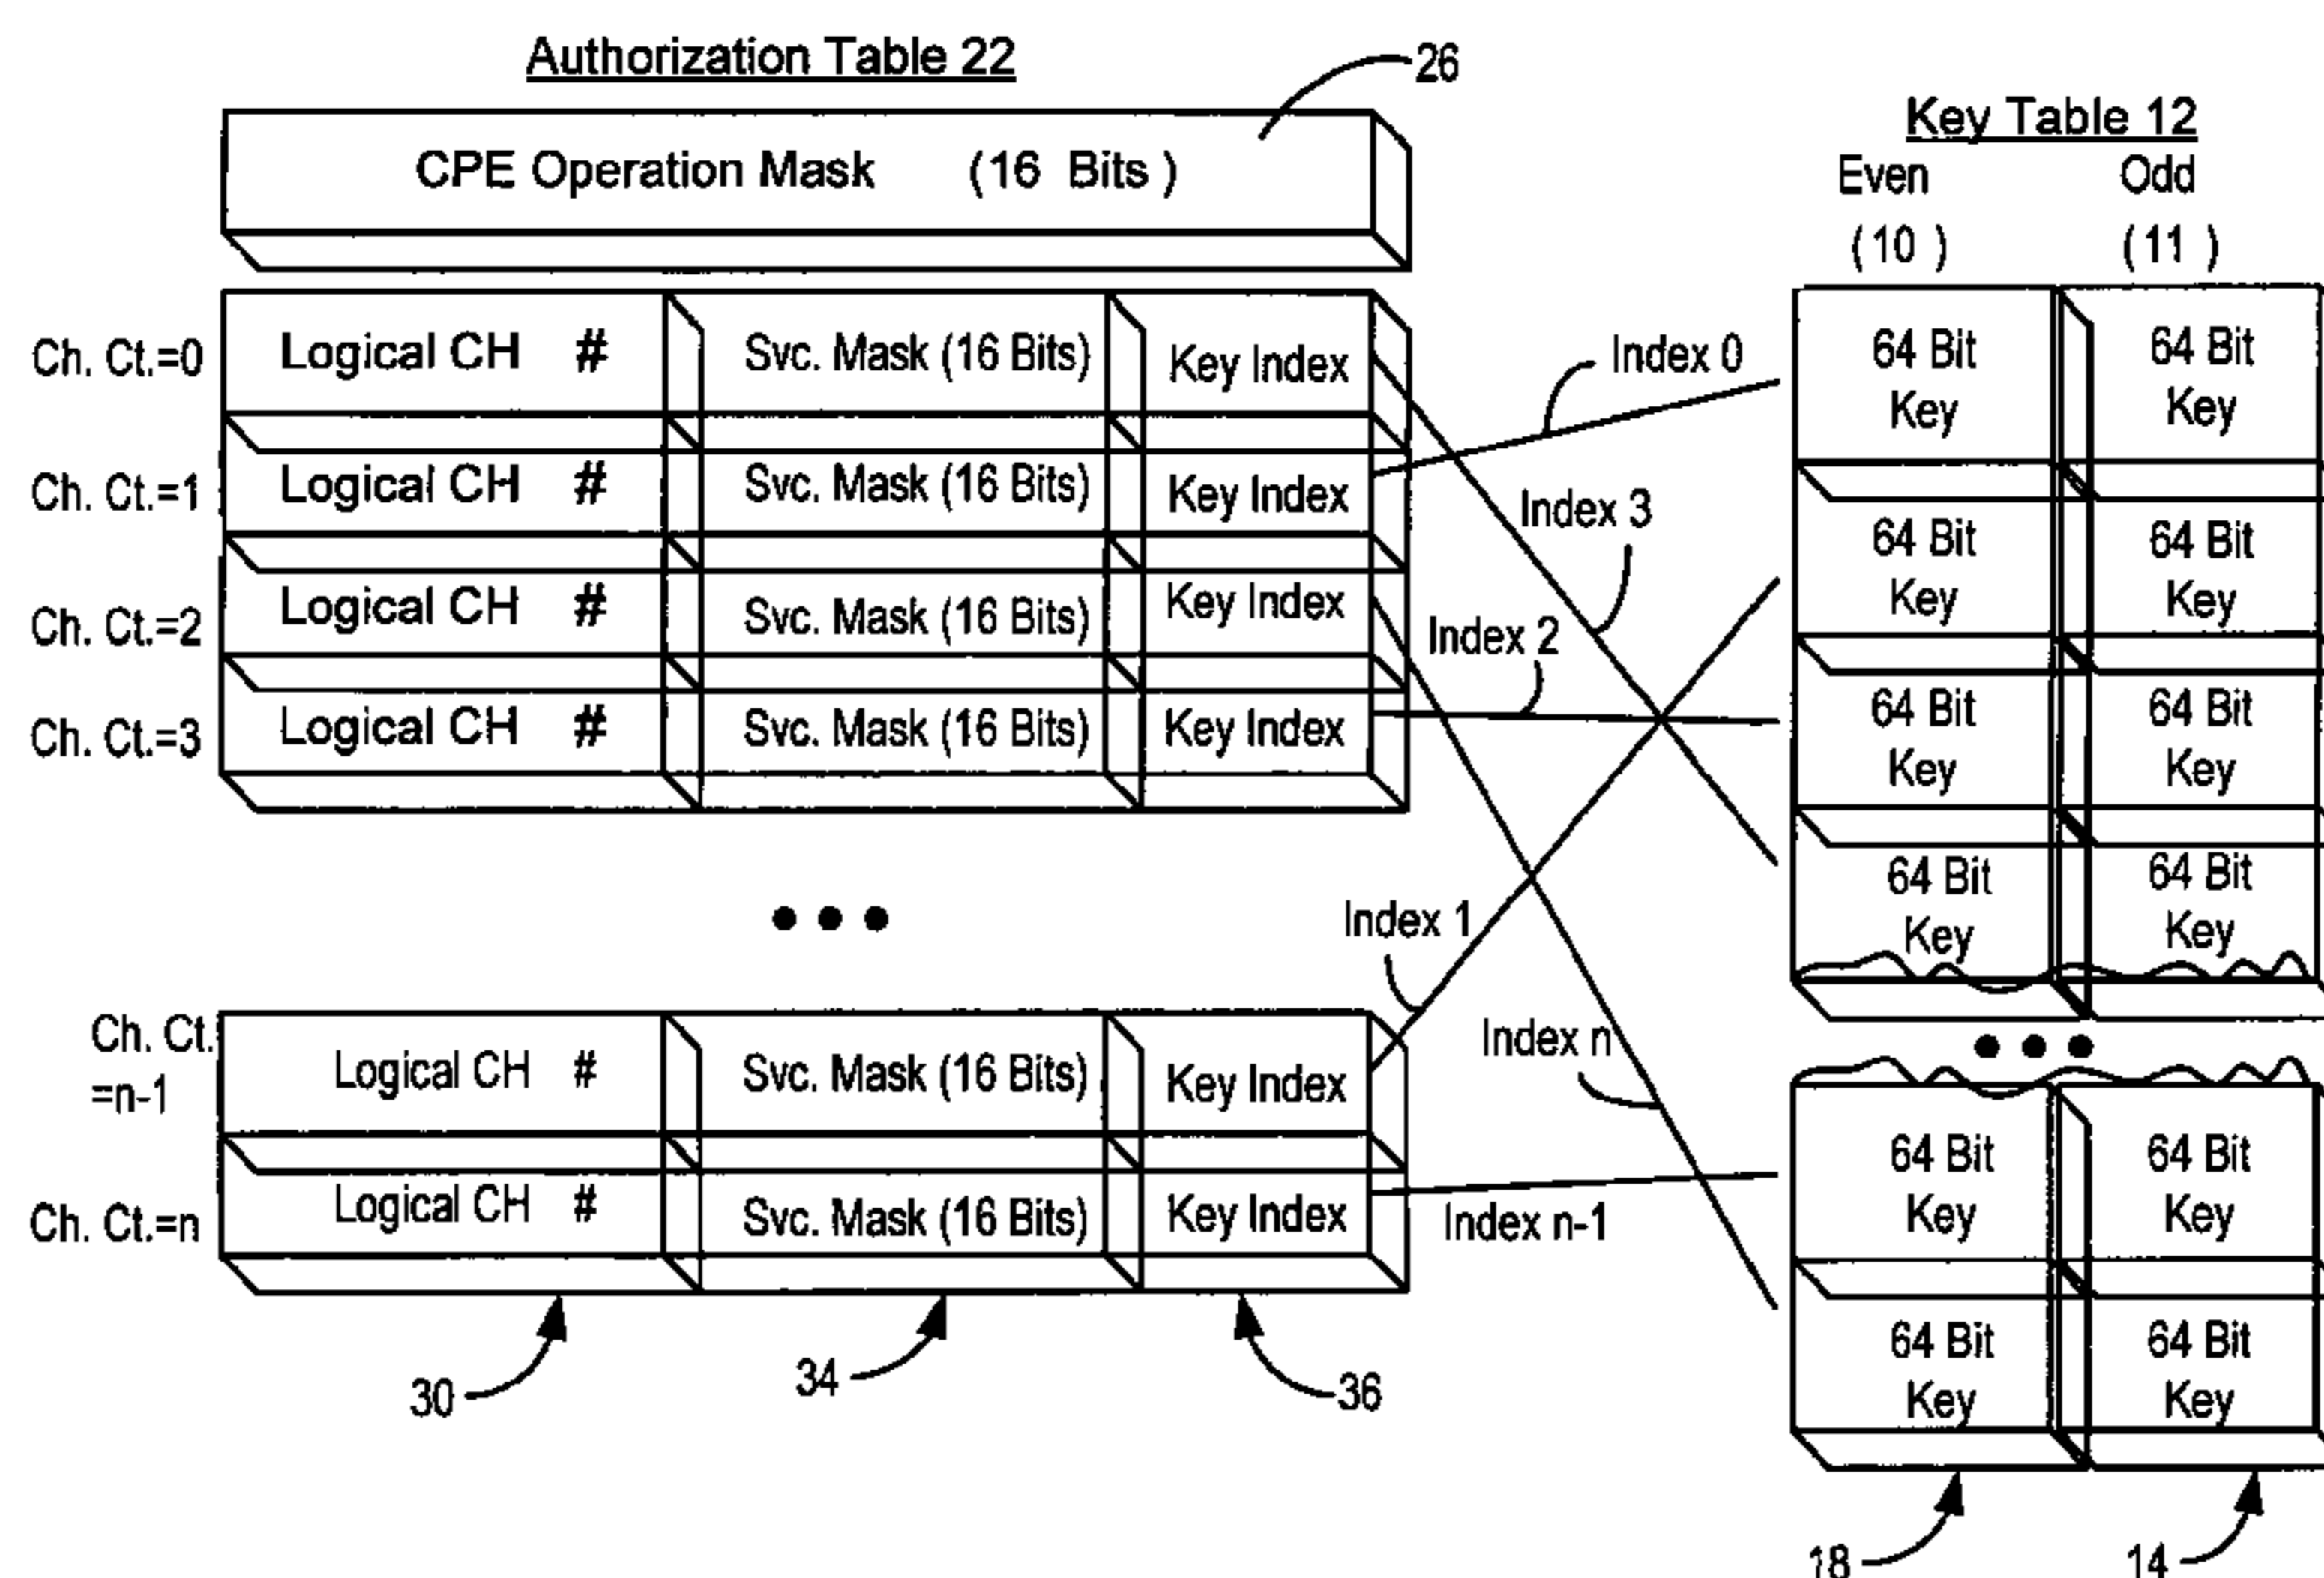 Authorization Table 22
26
CPE Operation Mask (16 Bits )
Ch. Ct.=0 Logical CH # Svc. Mask (16 Bits) Key Index
Ch. Ct.=1 Logical CH # Svc. Mask (16 Bits) Key Index
Ch. Ct.=2 Logical CH # Svc. Mask (16 Bits) Key Index
Ch. Ct.=3 Logical CH # Svc. Mask (16 Bits) Key Index
Ch. Ct.
=n-1
Logical CH # Svc. Mask (16 Bits) Key Index
Ch. Ct.=n Logical CH # Svc. Mask (16 Bits) Key Index
30
34
36
Index 0
Index 3
Index 2
Index 1
Index n
Index n-1
Key Table 12
Even Odd
(10 ) (11 )
64 Bit 64 Bit
Key Key
64 Bit 64 Bit
Key Key
64 Bit 64 Bit
Key Key
64 Bit 64 Bit
Key Key
64 Bit 64 Bit
Key Key
64 Bit 64 Bit
Key Key
18
14